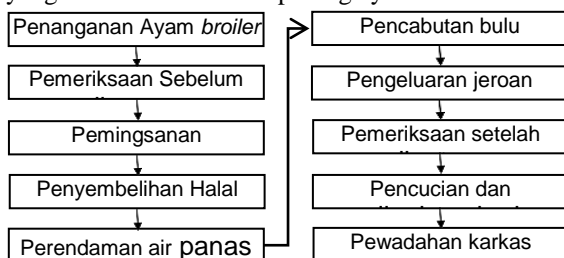 Penanganan Ayam broiler
Pemeriksaan Sebelum
Pemingsanan
Penyembelihan Halal
Perendaman air panas
Pencabutan bulu
Pengeluaran jeroan
Pemeriksaan setelah
Pencucian dan
Pewadahan karkas